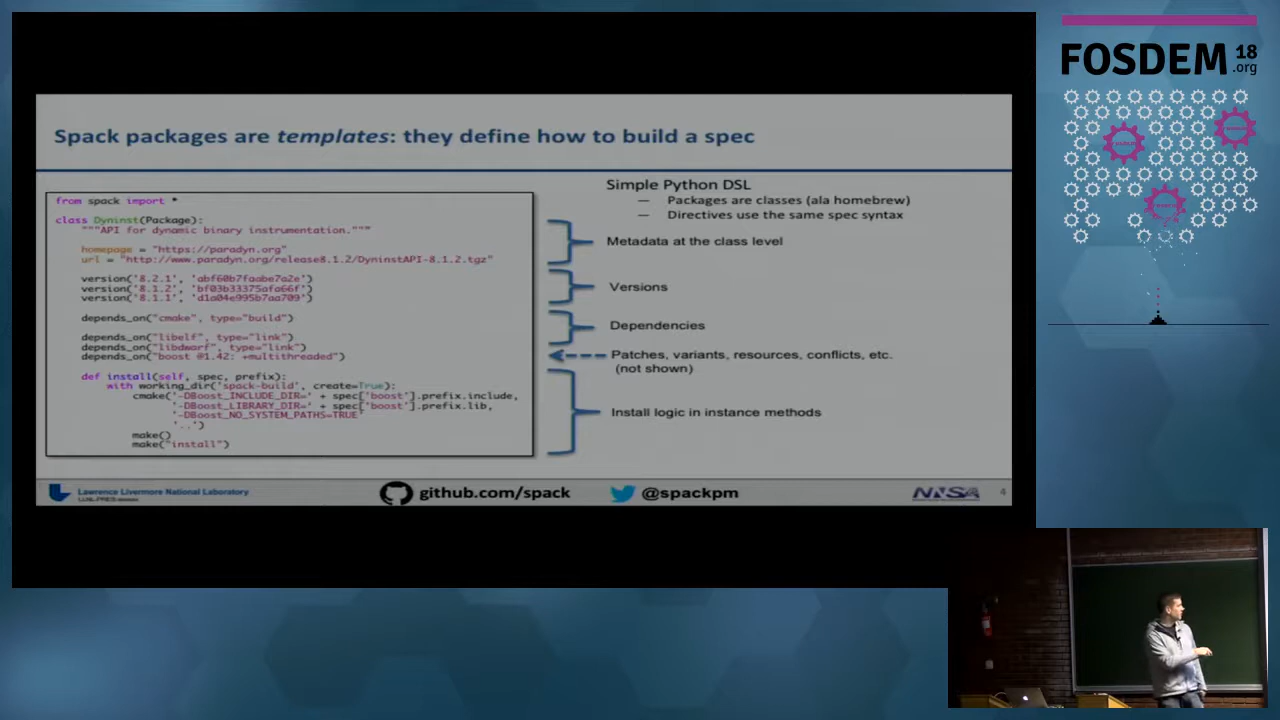 FOSDEM 18
.org
Spack packages are templates: they define how to build a spec
from spack import *
class Dyninst(Package):
"""API for dynamic binary instrumentation."""
homepage = "https://paradyn.org"
url = "http://www.paradyn.org/release8.1.2/DyninstAPI-8.1.2.tgz"
version('8.2.1', 'abf60b7faabe7a2e')
version('8.1.2', 'bf03b33375afa66f')
version('8.1.1', 'd1a04e995b7aa709')
depends_on("cmake", type="build")
depends_on("libelf", type="link")
depends_on("libdwarf", type="link")
depends_on("boost @1.42: +multithreaded")
def install(self, spec, prefix):
with working_dir('spack-build', create=True):
cmake('-DBoost_INCLUDE_DIR=' + spec['boost'].prefix.include,
'-DBoost_LIBRARY_DIR=' + spec['boost'].prefix.lib,
'-DBoost_NO_SYSTEM_PATHS=TRUE'
'..')
make()
make("install")
Simple Python DSL
— Packages are classes (ala homebrew)
— Directives use the same spec syntax
Metadata at the class level
Versions
Dependencies
Patches, variants, resources, conflicts, etc.
(not shown)
Install logic in instance methods
Lawrence Livermore National Laboratory
github.com/spack
@spackpm
NNSA
4